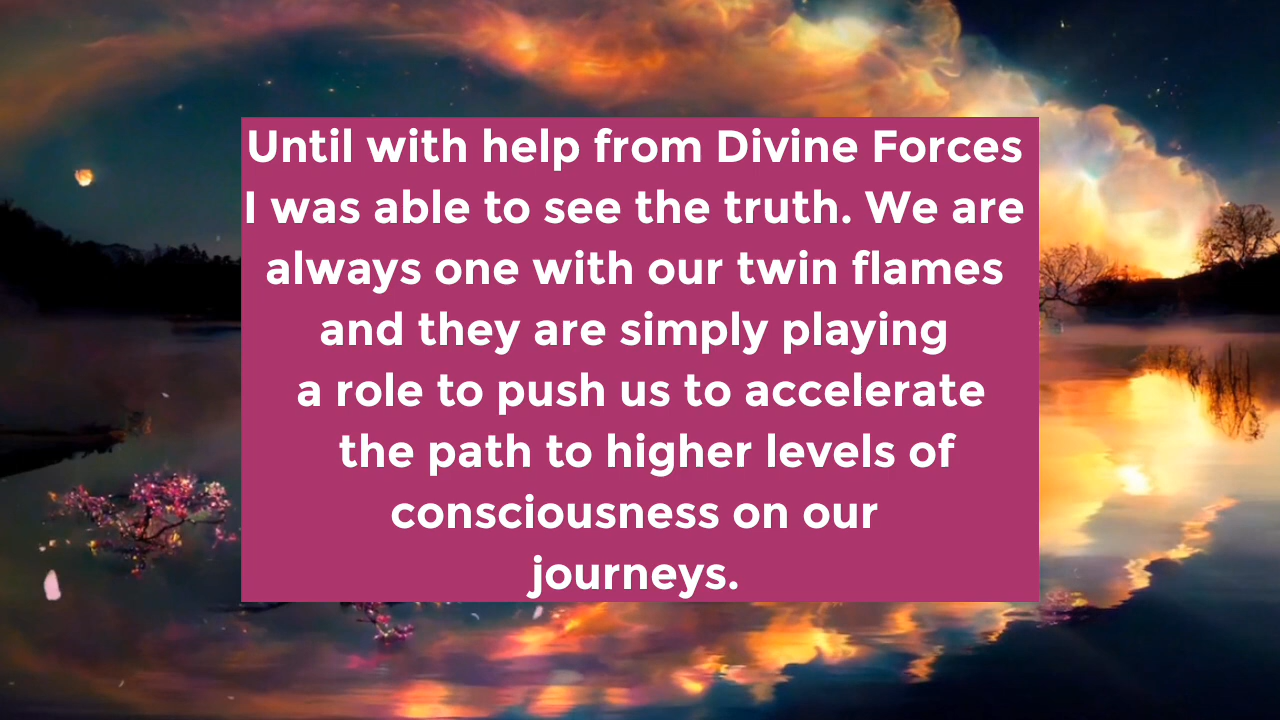 Until with help from Divine Forces
I was able to see the truth. We are
always one with our twin flames
and they are simply playing
a role to push us to accelerate
the path to higher levels of
consciousness on our
journeys.